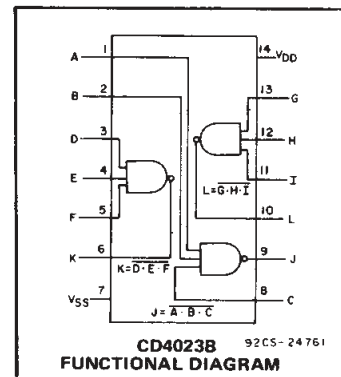 A 1
14 VDD
B 2
13 G
D 3
12 H
E 4
11 I
L=G·H·I
F 5
10 L
K 6
9 J
K=D·E·F
8 C
VSS 7
J=A·B·C
CD4023B 92CS-24761
FUNCTIONAL DIAGRAM